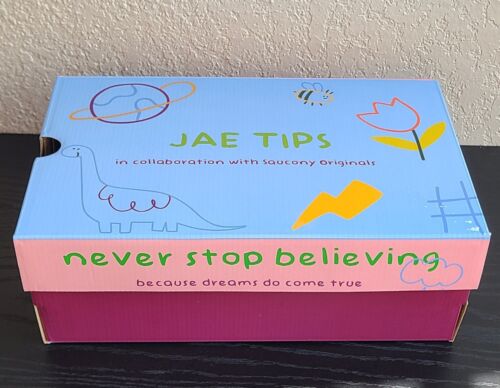 JAE TIPS
in collaboration with Saucony Originals
never stop believing
because dreams do come true